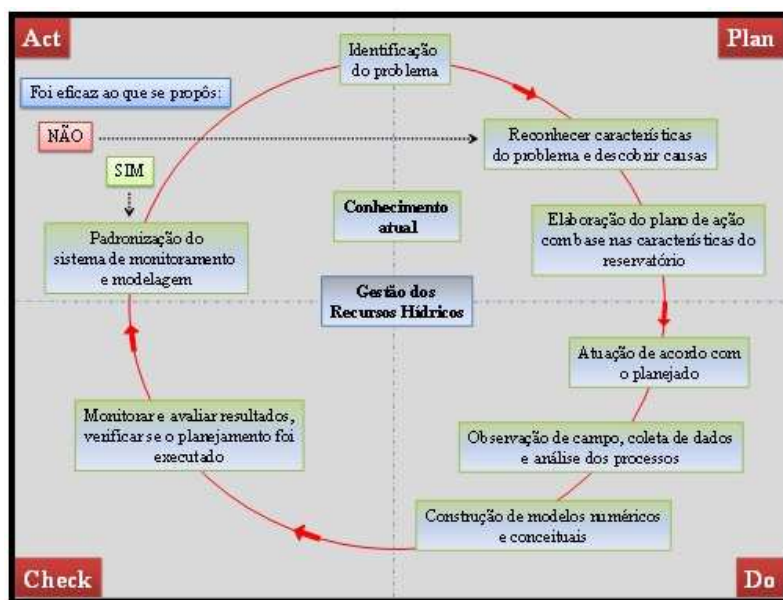 Act
Plan
Identificação
do problema
Foi eficaz ao que se propôs:
NÃO
SIM
Reconhecer características
do problema e descobrir causas
Conhecimento
atual
Elaboração do plano de ação
com base nas características do
reservatório
Padronização do
sistema de monitoramento
e modelagem
Gestão dos
Recursos Hídricos
Atuação de acordo com
o planejado
Monitorar e avaliar resultados,
verificar se o planejamento foi
executado
Observação de campo, coleta de dados
e análise dos processos
Construção de modelos numéricos
e conceituais
Check
Do